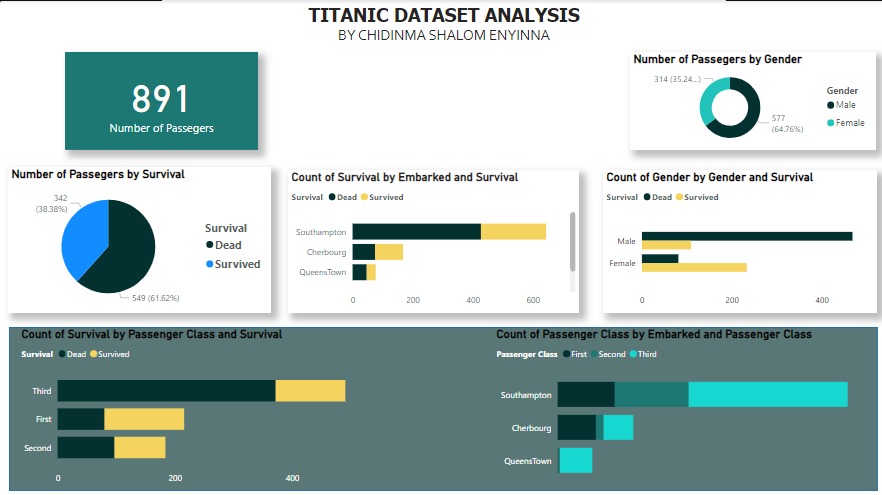 TITANIC DATASET ANALYSIS
BY CHIDINMA SHALOM ENYINNA
891
Number of Passegers
Number of Passegers by Gender
314 (35.24...)
577
(64.76%)
Gender
Male
Female
Number of Passegers by Survival
342
(38.38%)
549 (61.62%)
Survival
Dead
Survived
Count of Survival by Embarked and Survival
Survival Dead Survived
Southampton
Cherbourg
QueensTown
0 200 400 600
Count of Gender by Gender and Survival
Survival Dead Survived
Male
Female
0 200 400
Count of Survival by Passenger Class and Survival
Survival Dead Survived
Third
First
Second
0 200 400
Count of Passenger Class by Embarked and Passenger Class
Passenger Class First Second Third
Southampton
Cherbourg
QueensTown